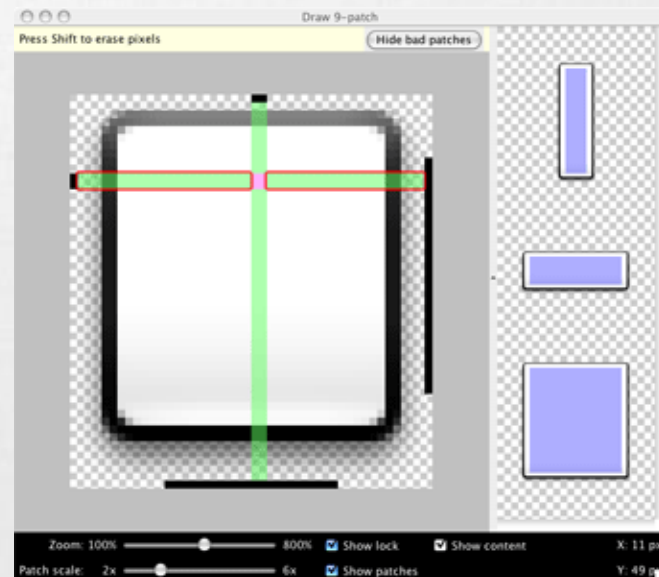 Draw 9-patch
Press Shift to erase pixels Hide bad patches
Zoom: 100% 800% Show lock Show content X: 11 px
Patch scale: 2x 6x Show patches Y: 49 p